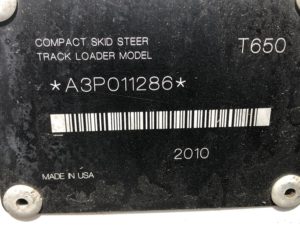 COMPACT SKID STEER
TRACK LOADER MODEL
T650
*A3P011286*
2010
MADE IN USA